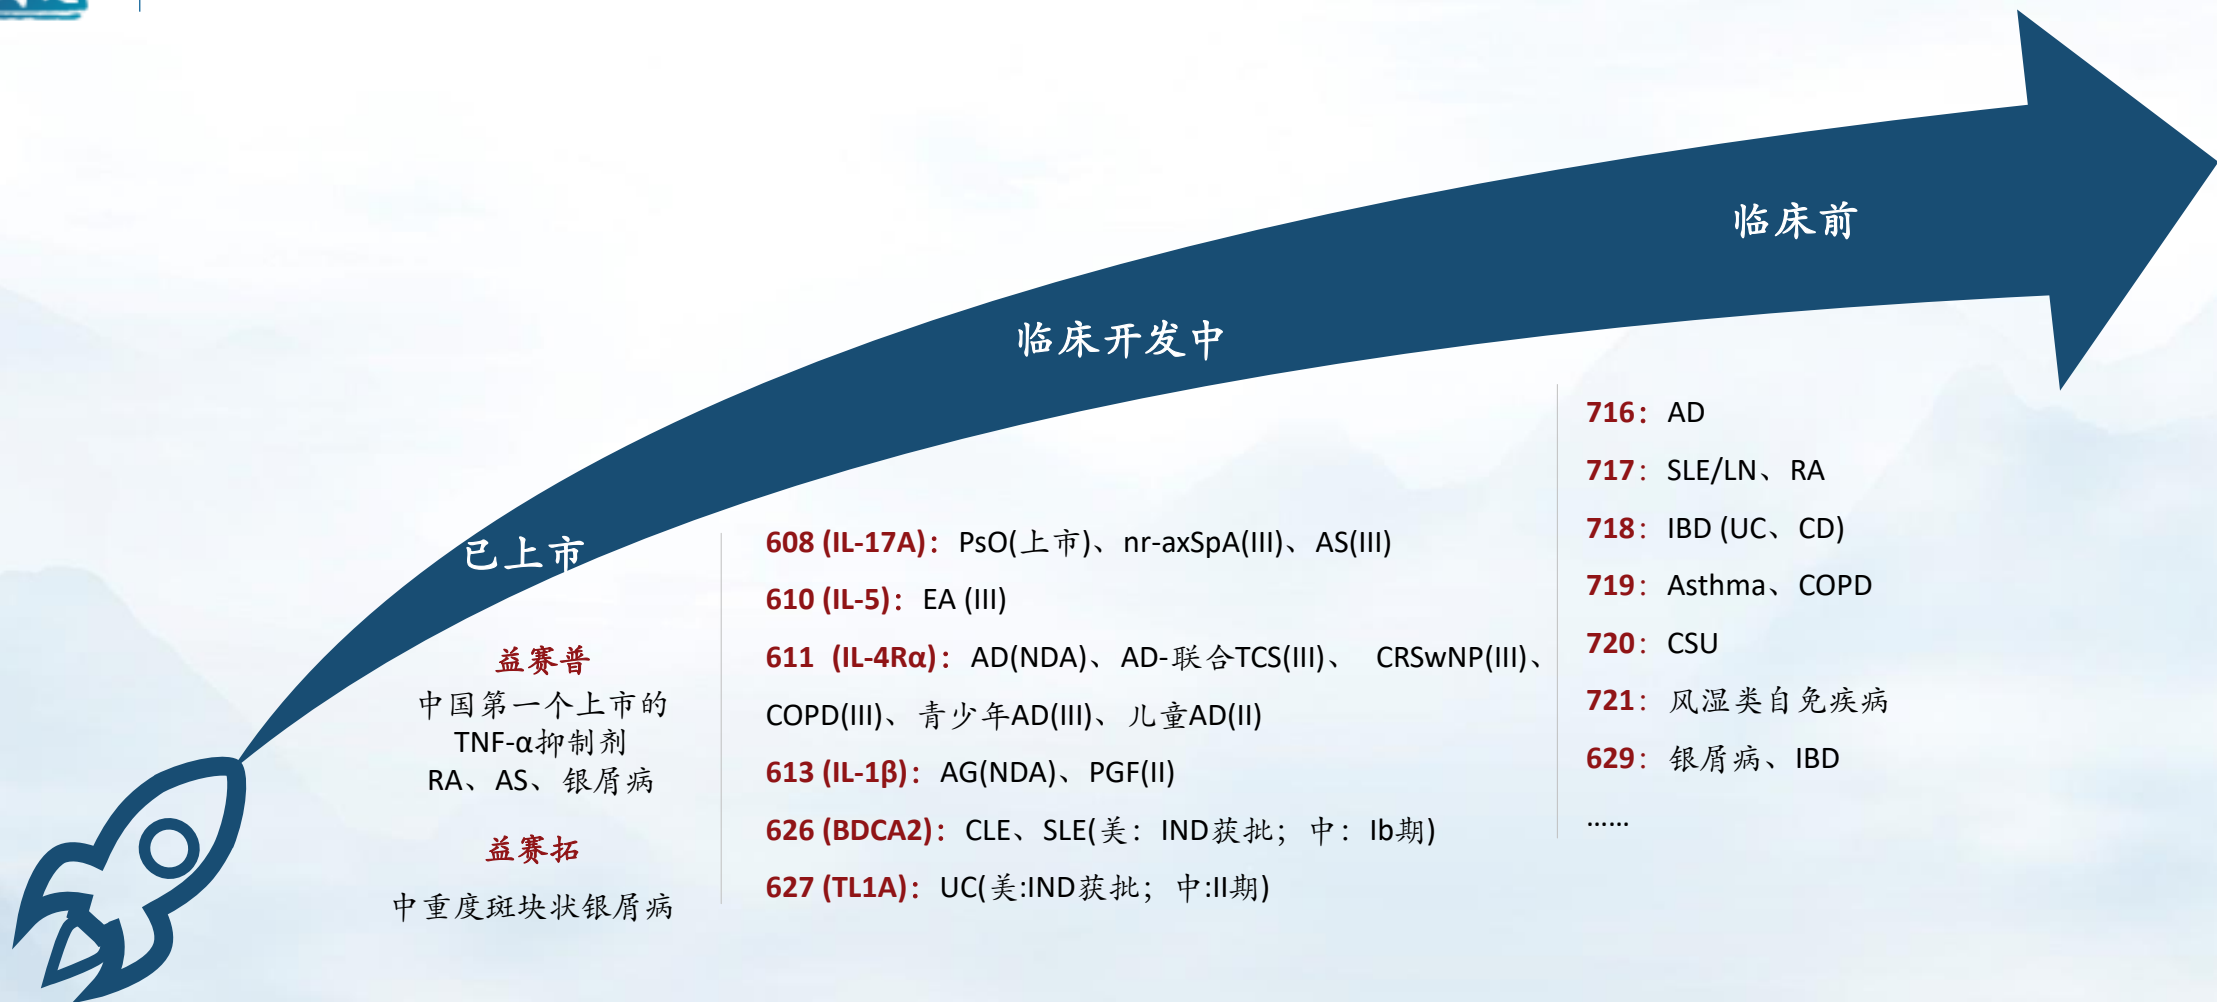 临床前
临床开发中
已上市
益赛普
中国第一个上市的
TNF-α抑制剂
RA、AS、银屑病
益赛拓
中重度斑块状银屑病
608 (IL-17A)：PsO(上市)、nr-axSpA(III)、AS(III)
610 (IL-5)：EA (III)
611 (IL-4Rα)：AD(NDA)、AD-联合TCS(III)、 CRSwNP(III)、
COPD(III)、青少年AD(III)、儿童AD(II)
613 (IL-1β)：AG(NDA)、PGF(II)
626 (BDCA2)：CLE、SLE(美：IND获批；中：Ib期)
627 (TL1A)：UC(美:IND获批；中:II期)
716：AD
717：SLE/LN、RA
718：IBD (UC、CD)
719：Asthma、COPD
720：CSU
721：风湿类自免疾病
629：银屑病、IBD
……